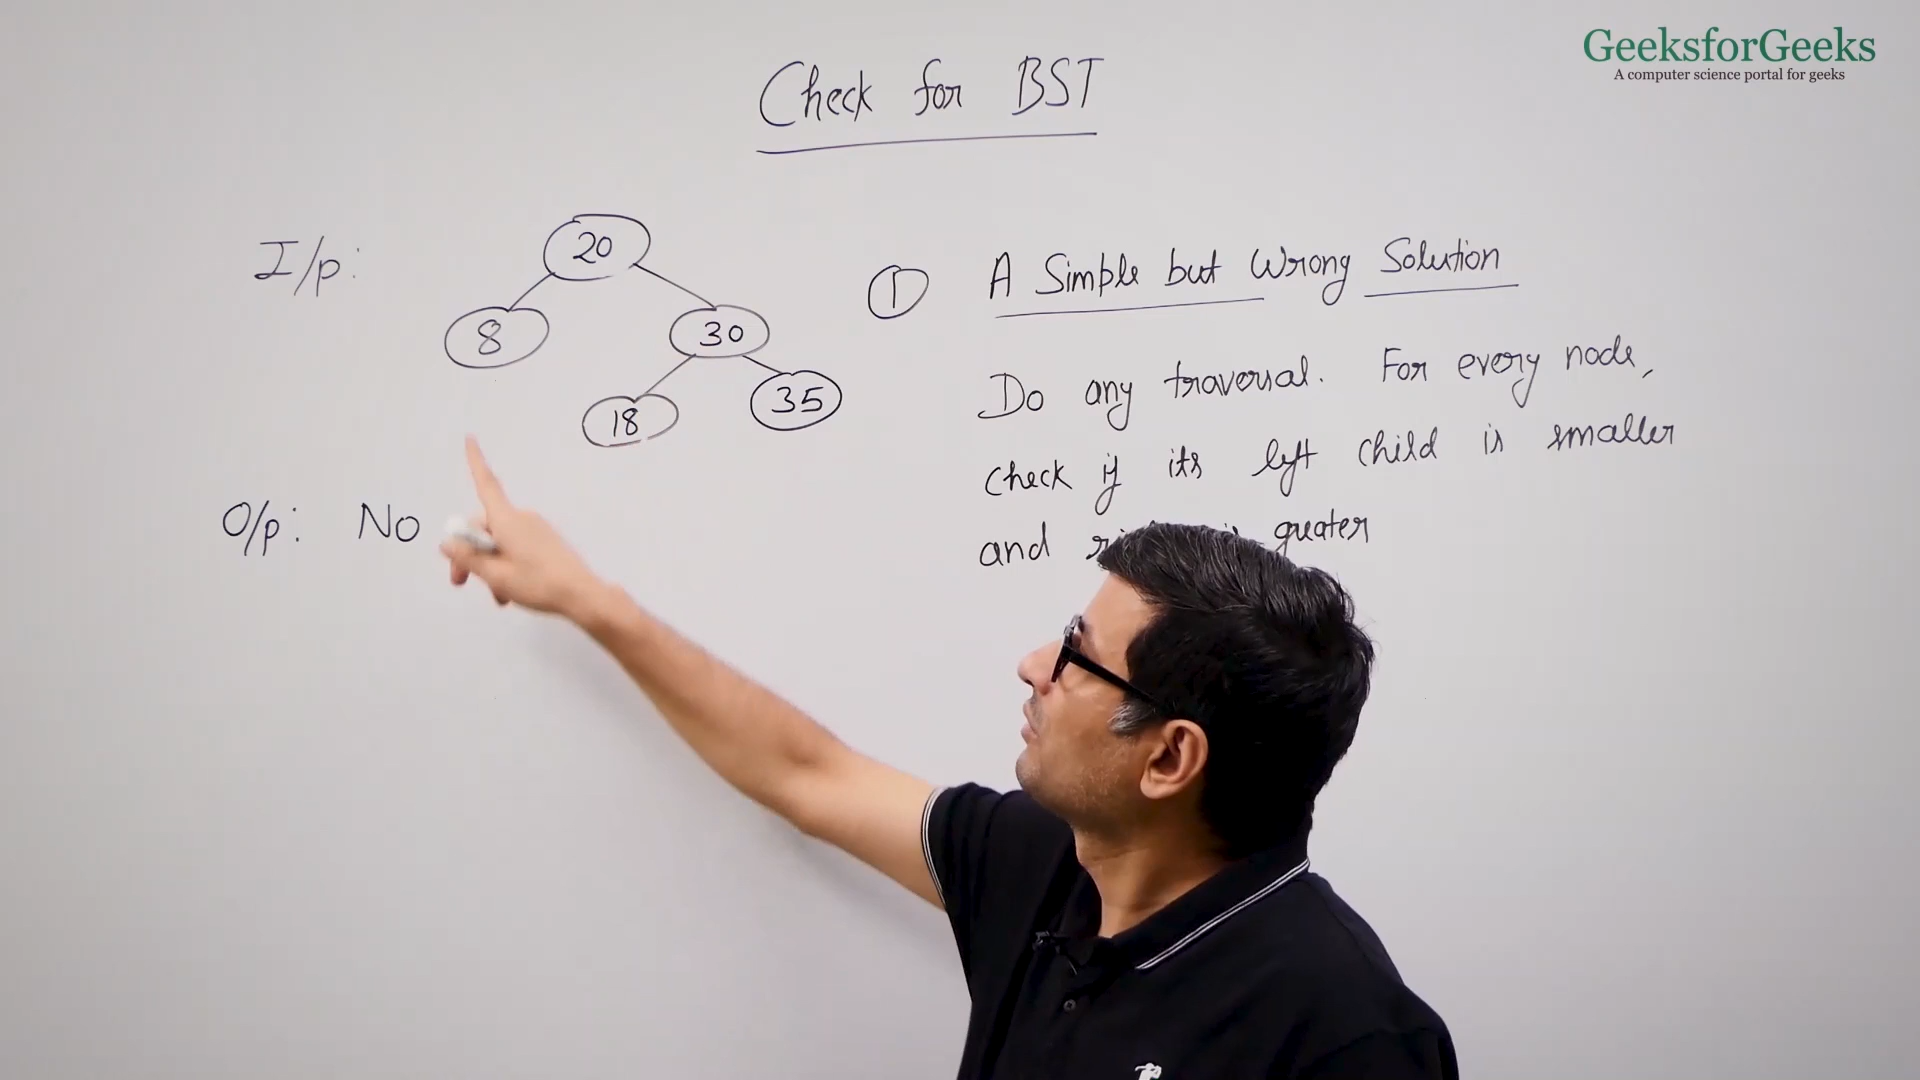 GeeksforGeeks
A computer science portal for geeks
Check for BST
I/p:
20
8
30
18
35
O/p: No
① A Simple but Wrong Solution
Do any traversal. For every node,
check if its left child is smaller
and greater